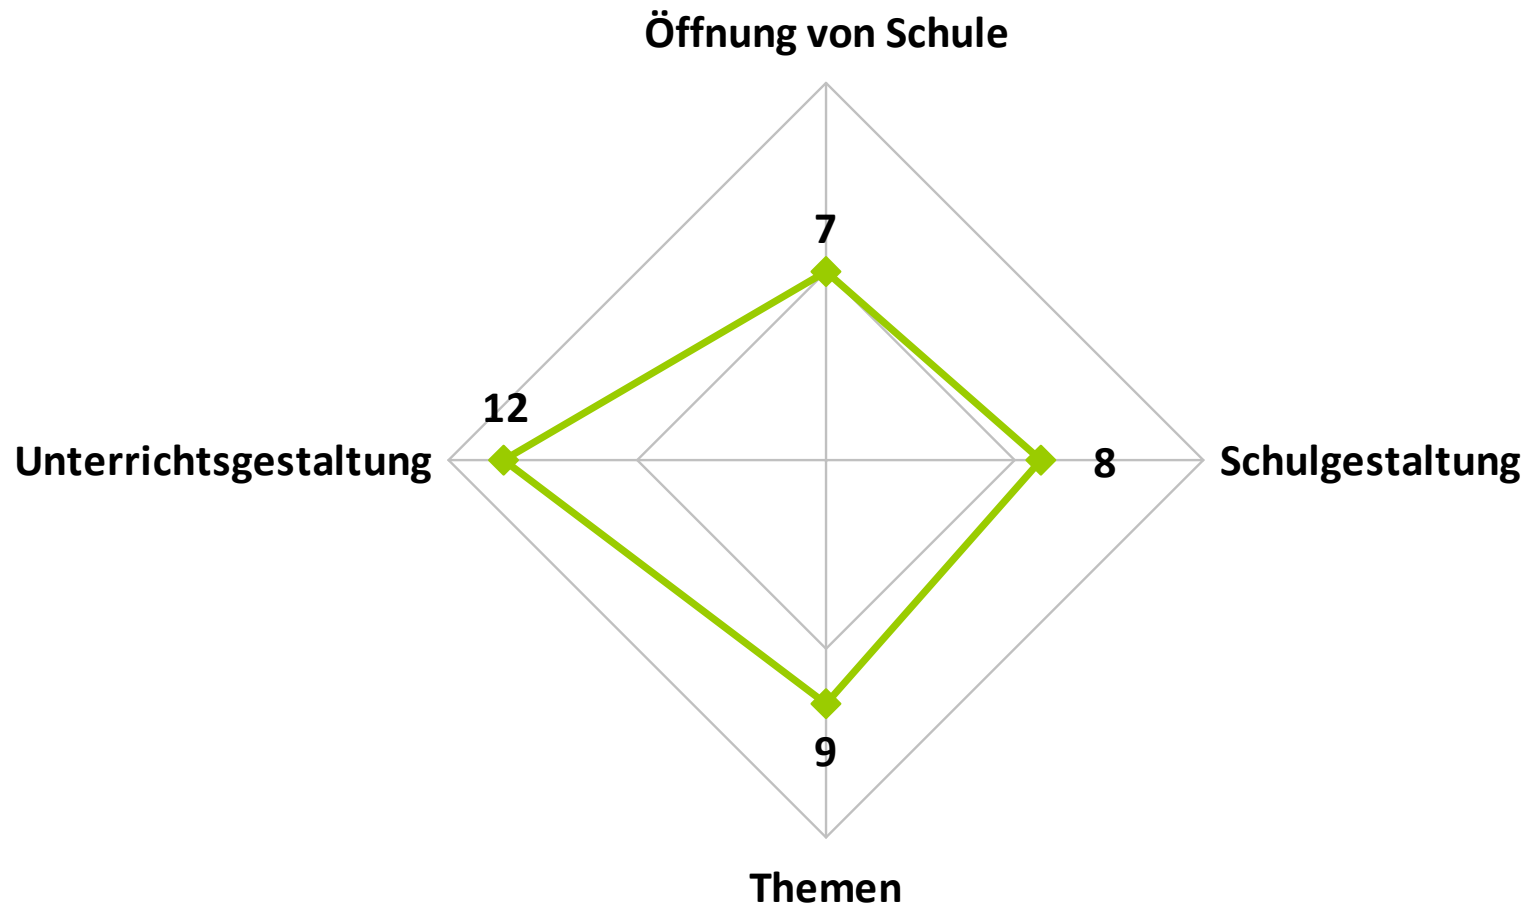 Öffnung von Schule
7
12
Unterrichtsgestaltung
8
Schulgestaltung
9
Themen